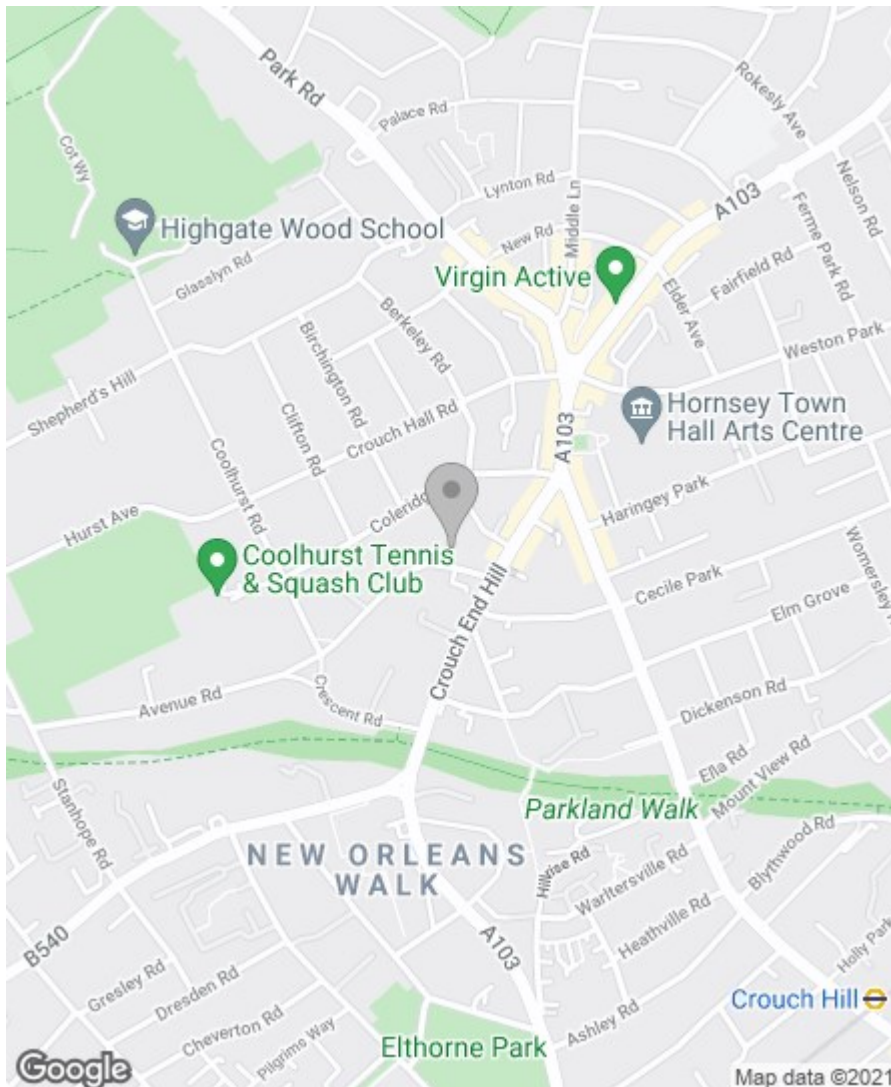 Park Rd
Palace Rd
Rokesly Ave
Cot Wy
Lynton Rd
Middle Ln
A103
Nelson Rd
Highgate Wood School
New Rd
Ferme Park Rd
Glasslyn Rd
Virgin Active
Fairfield Rd
Elder Ave
Berkeley Rd
Birchington Rd
Weston Park
Shepherd's Hill
Clifton Rd
Crouch Hall Rd
Hornsey Town
Hall Arts Centre
A103
Coolhurst Rd
Coleridg
Haringey Park
Hurst Ave
Coolhurst Tennis
& Squash Club
Crouch End Hill
Cecile Park
Womersley
Elm Grove
Avenue Rd
Crescent Rd
Dickenson Rd
Ella Rd
Mount View Rd
Stanhope Rd
Parkland Walk
NEW ORLEANS
WALK
Hillrise Rd
Blythwood Rd
Warltersville Rd
Heathville Rd
A103
B540
Holly Park
Gresley Rd
Dresden Rd
Crouch Hill
Cheverton Rd
Pilgrims Way
Ashley Rd
Elthorne Park
Google
Map data ©2021